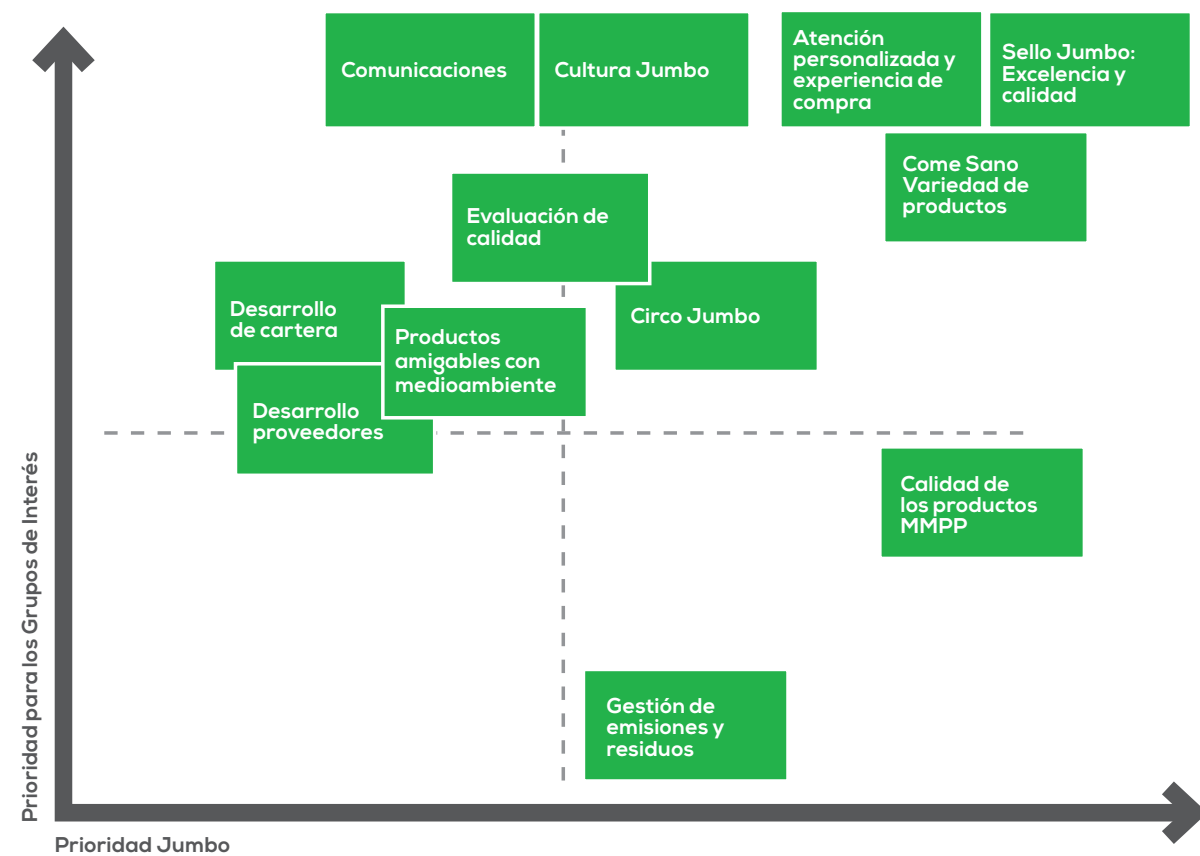 Comunicaciones
Cultura Jumbo
Atención
personalizada y
experiencia de
compra
Sello Jumbo:
Excelencia y
calidad
Come Sano
Variedad de
productos
Evaluación de
calidad
Desarrollo
de cartera
Circo Jumbo
Productos
amigables con
medioambiente
Desarrollo
proveedores
Calidad de
los productos
MMPP
Gestión de
emisiones y
residuos
Prioridad para los Grupos de Interés
Prioridad Jumbo